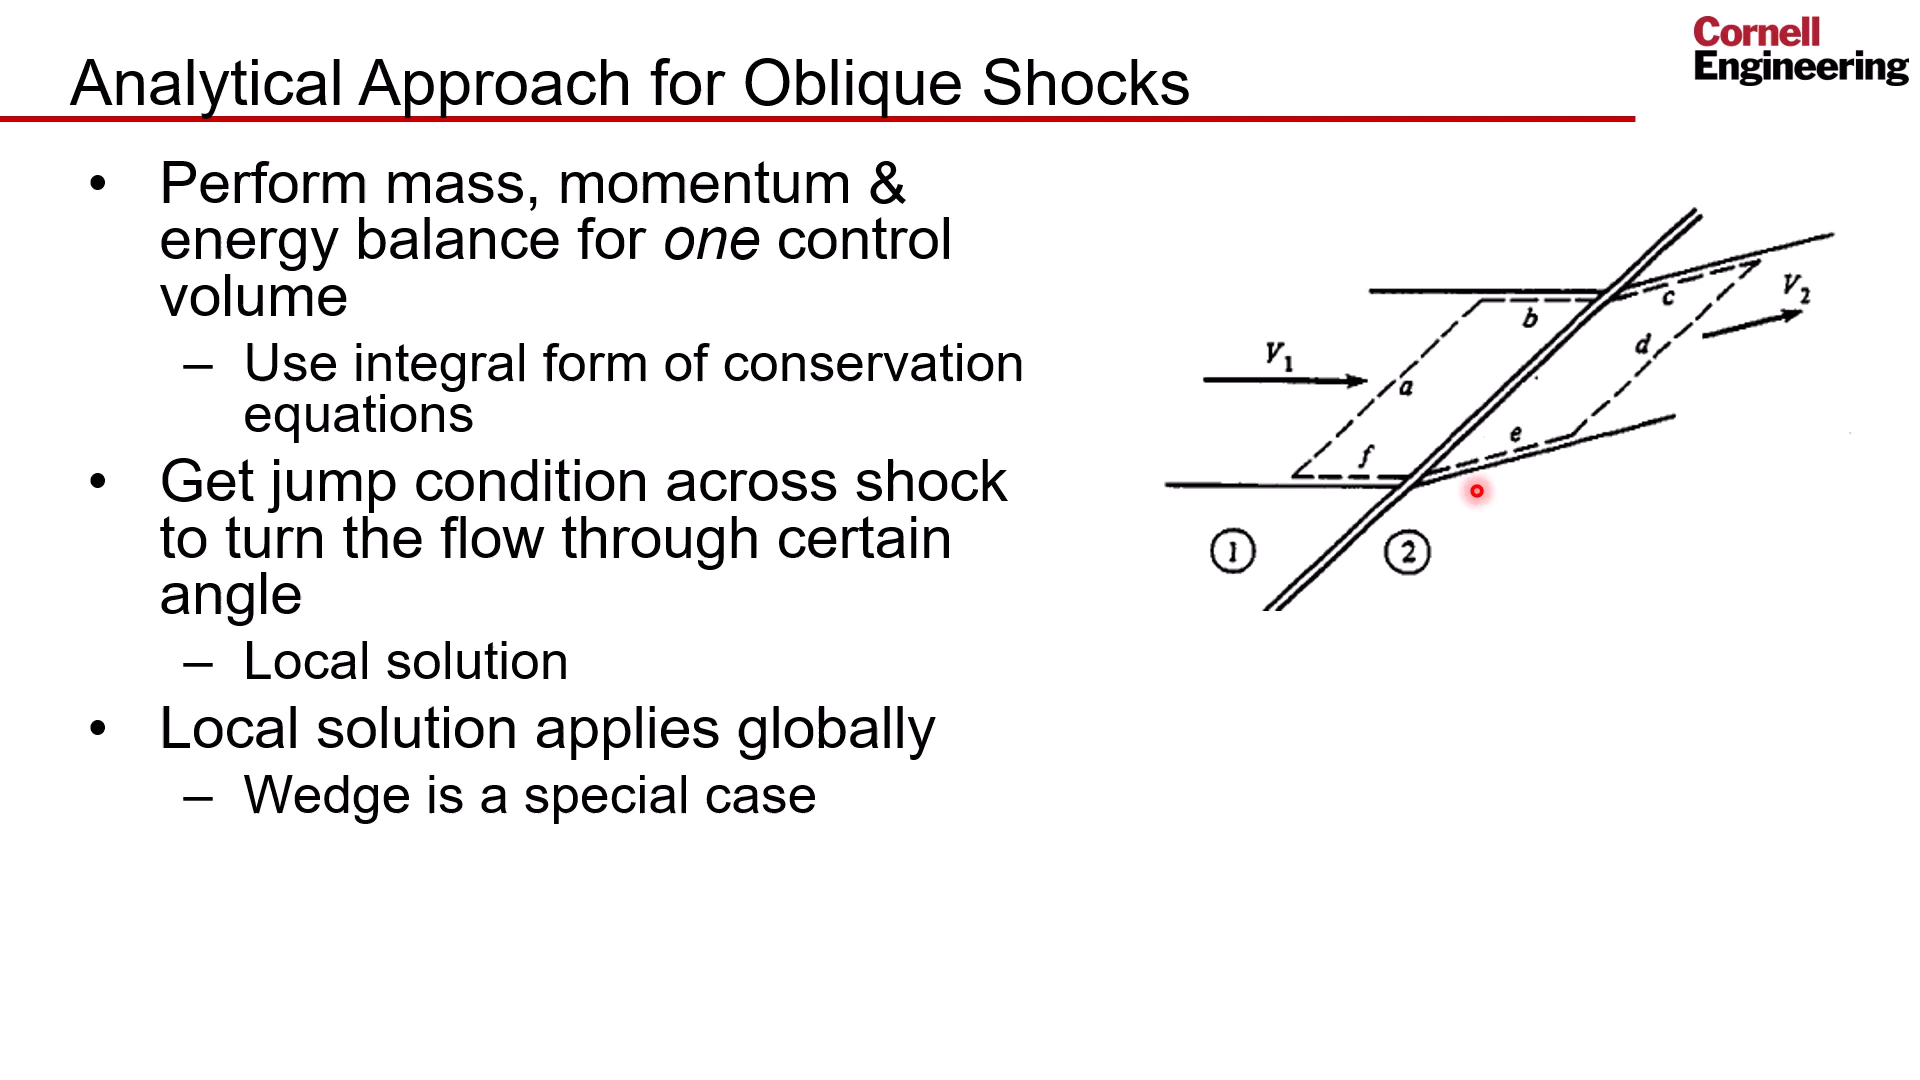 Cornell
Engineering
Analytical Approach for Oblique Shocks
• Perform mass, momentum &
energy balance for one control
volume
– Use integral form of conservation
equations
• Get jump condition across shock
to turn the flow through certain
angle
– Local solution
• Local solution applies globally
– Wedge is a special case
V1
V2
a
b
c
d
e
f
1
2